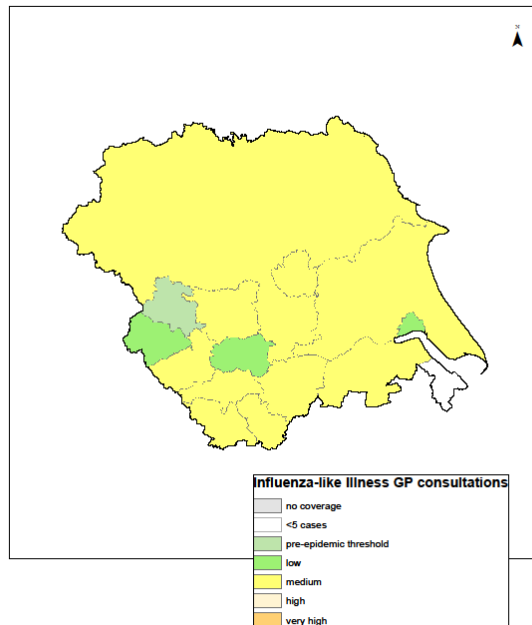 Influenza-like Illness GP consultations
no coverage
<5 cases
pre-epidemic threshold
low
medium
high
very high